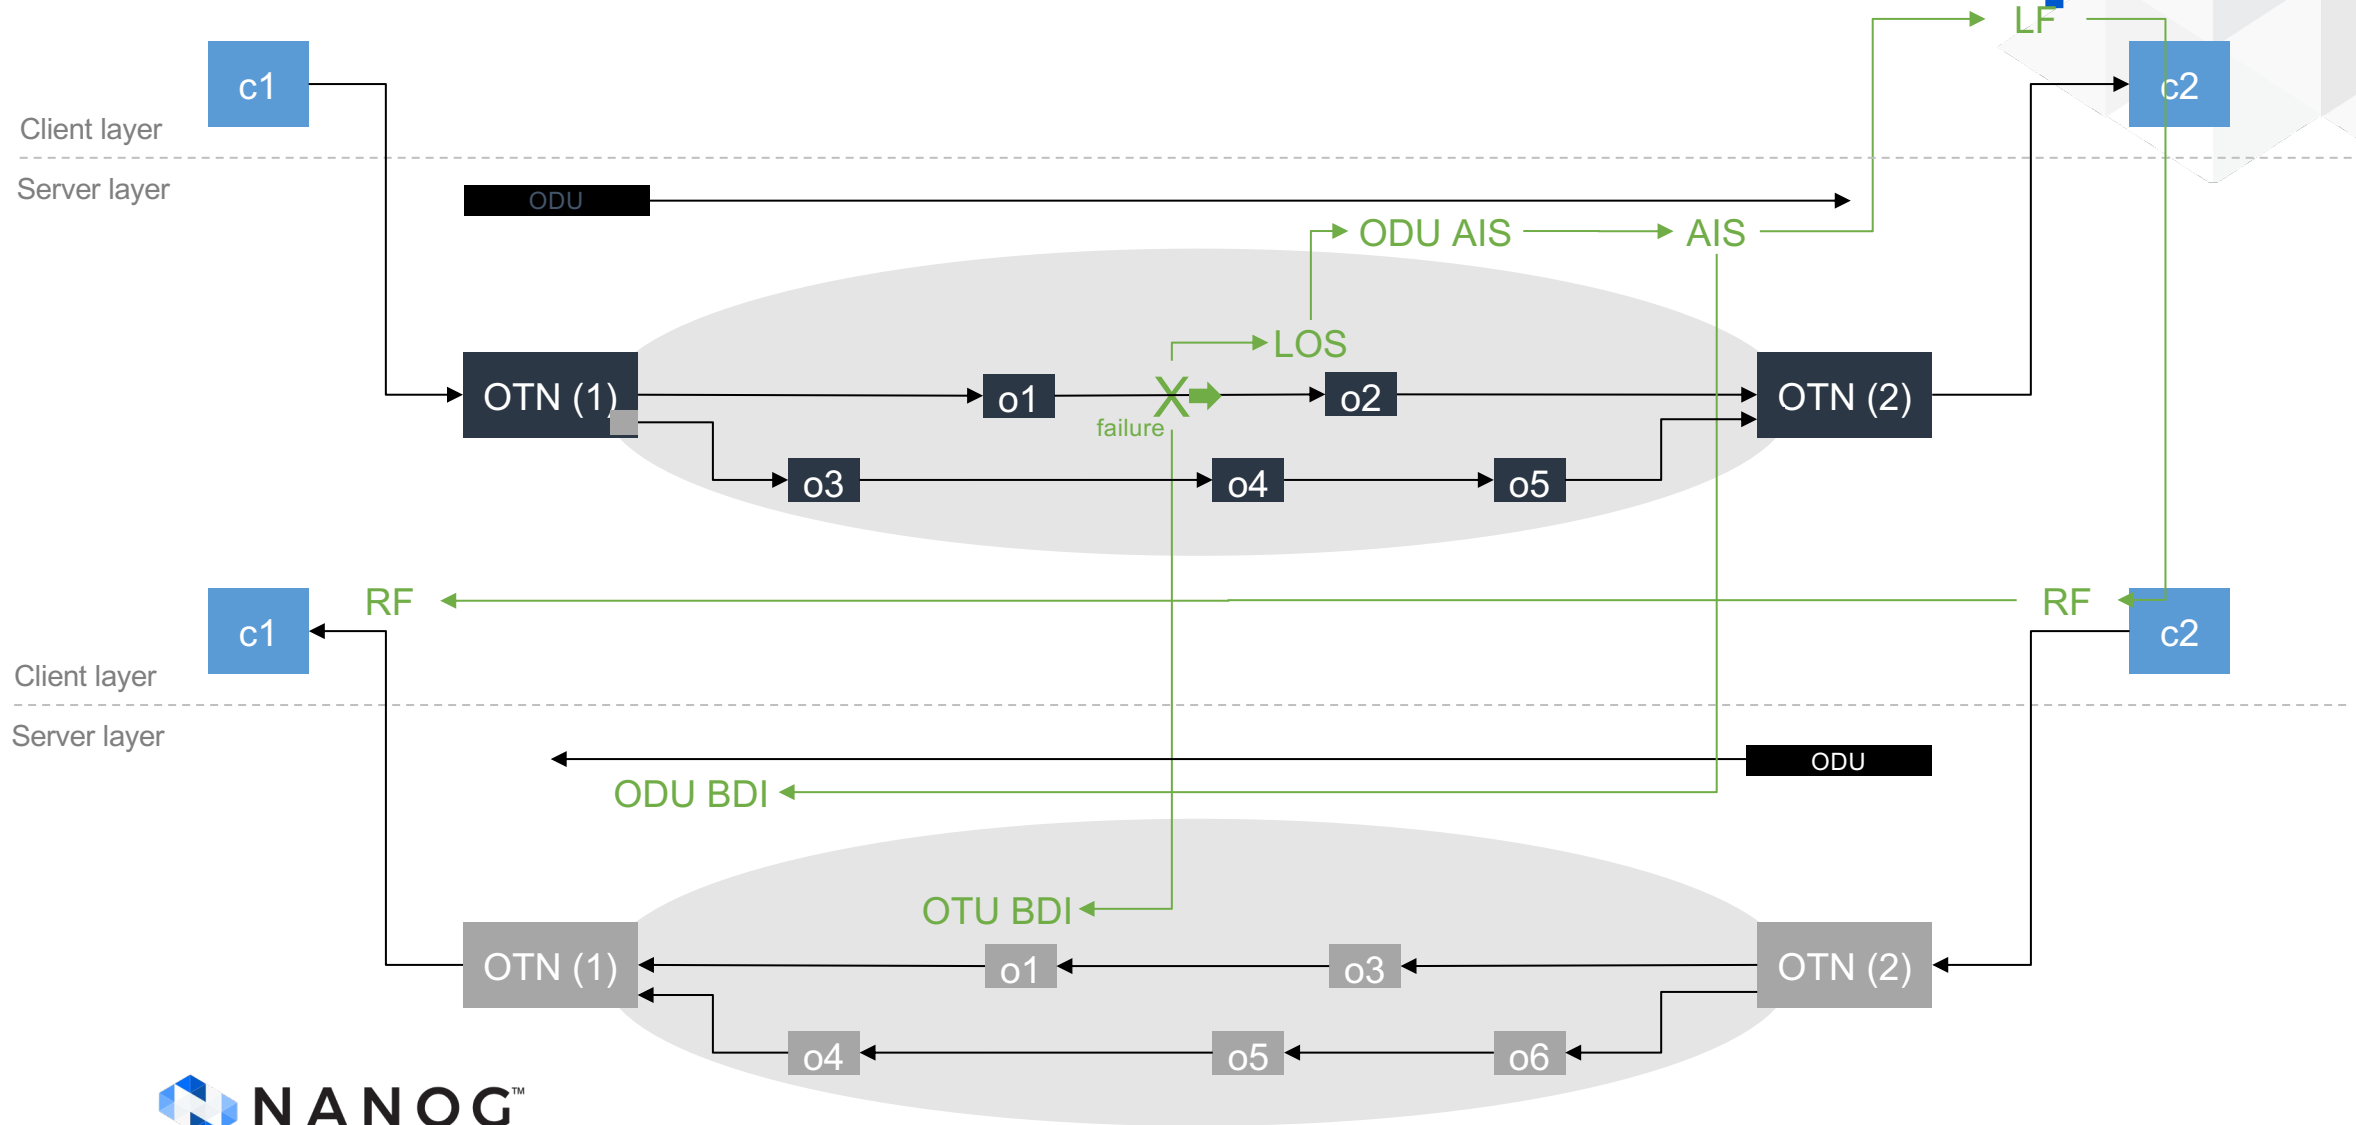 LF
c1
c2
Client layer
Server layer
ODU
ODU AIS
AIS
LOS
OTN (1)
o1
X
o2
OTN (2)
failure
o3
o4
o5
RF
RF
c1
c2
Client layer
Server layer
ODU
ODU BDI
OTU BDI
OTN (1)
o1
o3
OTN (2)
o4
o5
o6
NANOG™